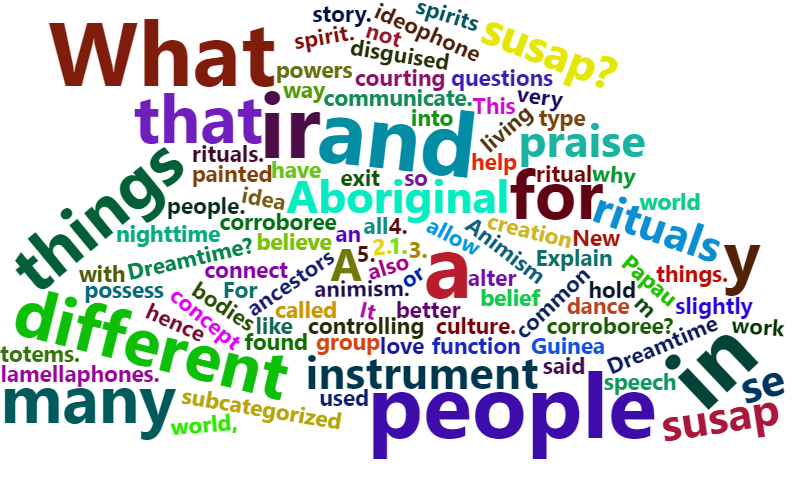 story. ideophone spirits
spirit. not susap?
What disguised
powers courting questions
way communicate. This very
that ir and into living type praise
rituals. help
painted have exit so ritual why
people. idea Aboriginal for rituals world
things corroboree all 4. allow Animism creation New y
nighttime believe an
Dreamtime? 5. 2. 1. 3. Explain
with connect ancestors A also or a alter Papau things.
possess For animism. belief common hold m slightly
different concept bodies called It better dance
hence like controlling culture. corroboree? work
found group love function Guinea Dreamtime in
totems.
lamellaphones. instrument said speech se
many subcategorized used people susap
world,